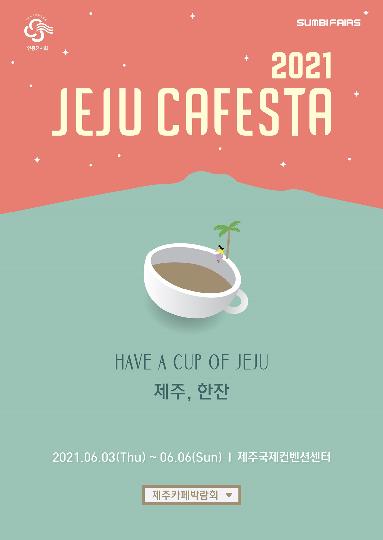 SUMBI FAIRS
2021
JEJU CAFESTA
HAVE A CUP OF JEJU
제주, 한잔
2021.06.03(Thu) ~ 06.06(Sun) I 제주국제컨벤션센터
제주카페박람회 ▼